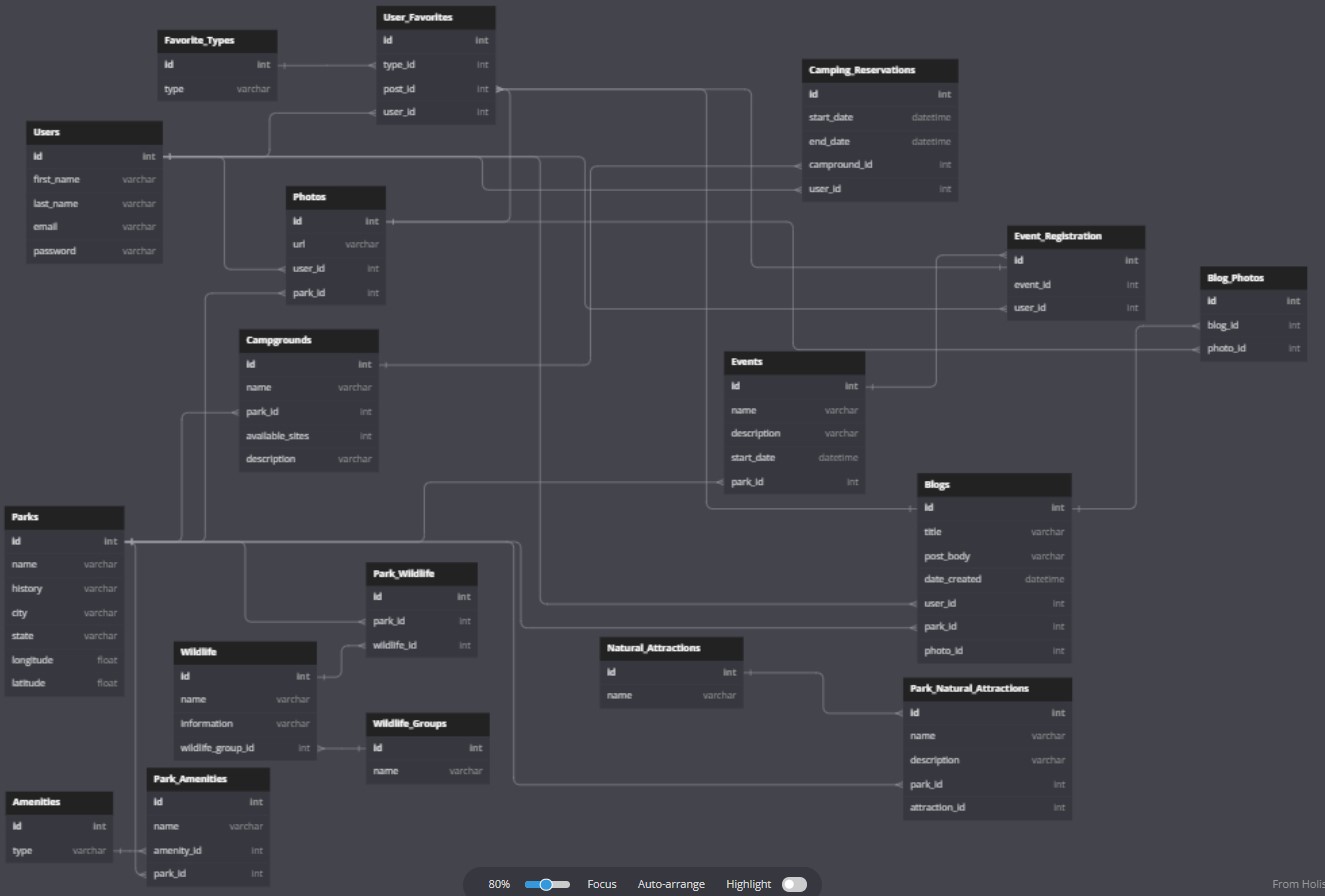 User_Favorites
id int
type_id int
post_id int
user_id int
Favorite_Types
id int
type varchar
Camping_Reservations
id int
start_date datetime
end_date datetime
campround_id int
user_id int
Users
id int
first_name varchar
last_name varchar
email varchar
password varchar
Photos
id int
url varchar
user_id int
park_id int
Event_Registration
id int
event_id int
user_id int
Blog_Photos
id int
blog_id int
photo_id int
Campgrounds
id int
name varchar
park_id int
available_sites int
description varchar
Events
id int
name varchar
description varchar
start_date datetime
park_id int
Blogs
id int
title varchar
post_body varchar
date_created datetime
user_id int
park_id int
photo_id int
Parks
id int
name varchar
history varchar
city varchar
state varchar
longitude float
latitude float
Park_Wildlife
id int
park_id int
wildlife_id int
Wildlife
id int
name varchar
information varchar
wildlife_group_id int
Natural_Attractions
id int
name varchar
Park_Natural_Attractions
id int
name varchar
description varchar
park_id int
attraction_id int
Wildlife_Groups
id int
name varchar
Park_Amenities
id int
name varchar
amenity_id int
park_id int
Amenities
id int
type varchar
80% Focus Auto-arrange Highlight
From Holis